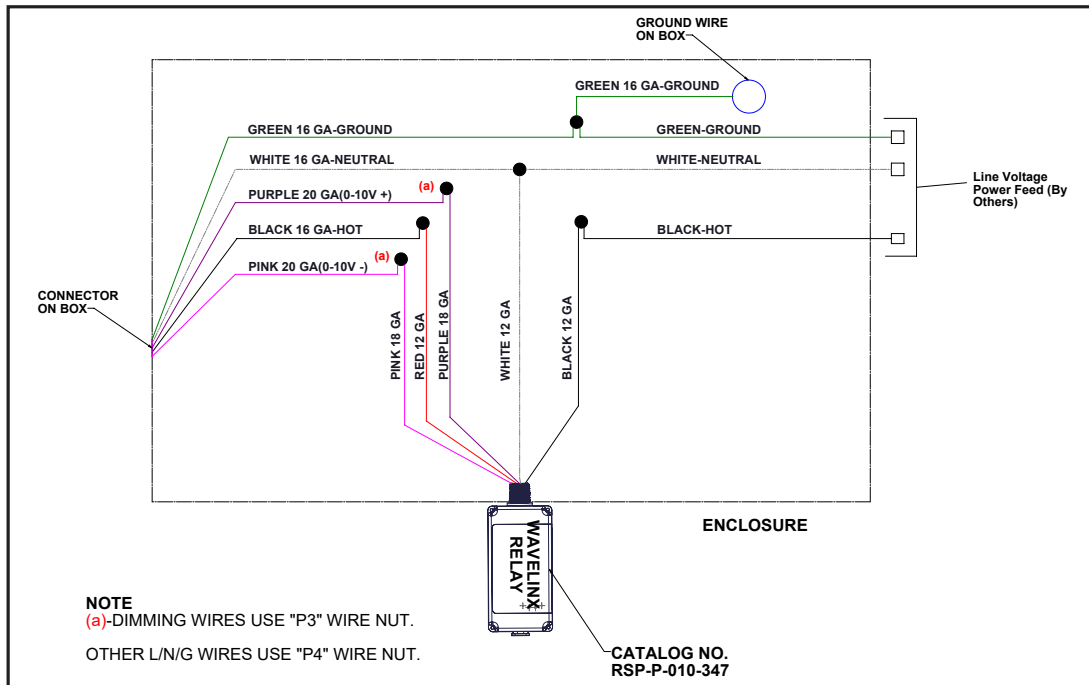 GROUND WIRE
ON BOX
GREEN 16 GA-GROUND
GREEN 16 GA-GROUND
GREEN-GROUND
WHITE 16 GA-NEUTRAL
WHITE-NEUTRAL
Line Voltage
Power Feed (By
Others)
PURPLE 20 GA(0-10V +)
(a)
BLACK 16 GA-HOT
BLACK-HOT
PINK 20 GA(0-10V -)
(a)
CONNECTOR
ON BOX
PINK 18 GA
RED 12 GA
PURPLE 18 GA
WHITE 12 GA
BLACK 12 GA
WAVELINX
RELAY
ENCLOSURE
NOTE
(a)-DIMMING WIRES USE "P3" WIRE NUT.
OTHER L/N/G WIRES USE "P4" WIRE NUT.
CATALOG NO.
RSP-P-010-347